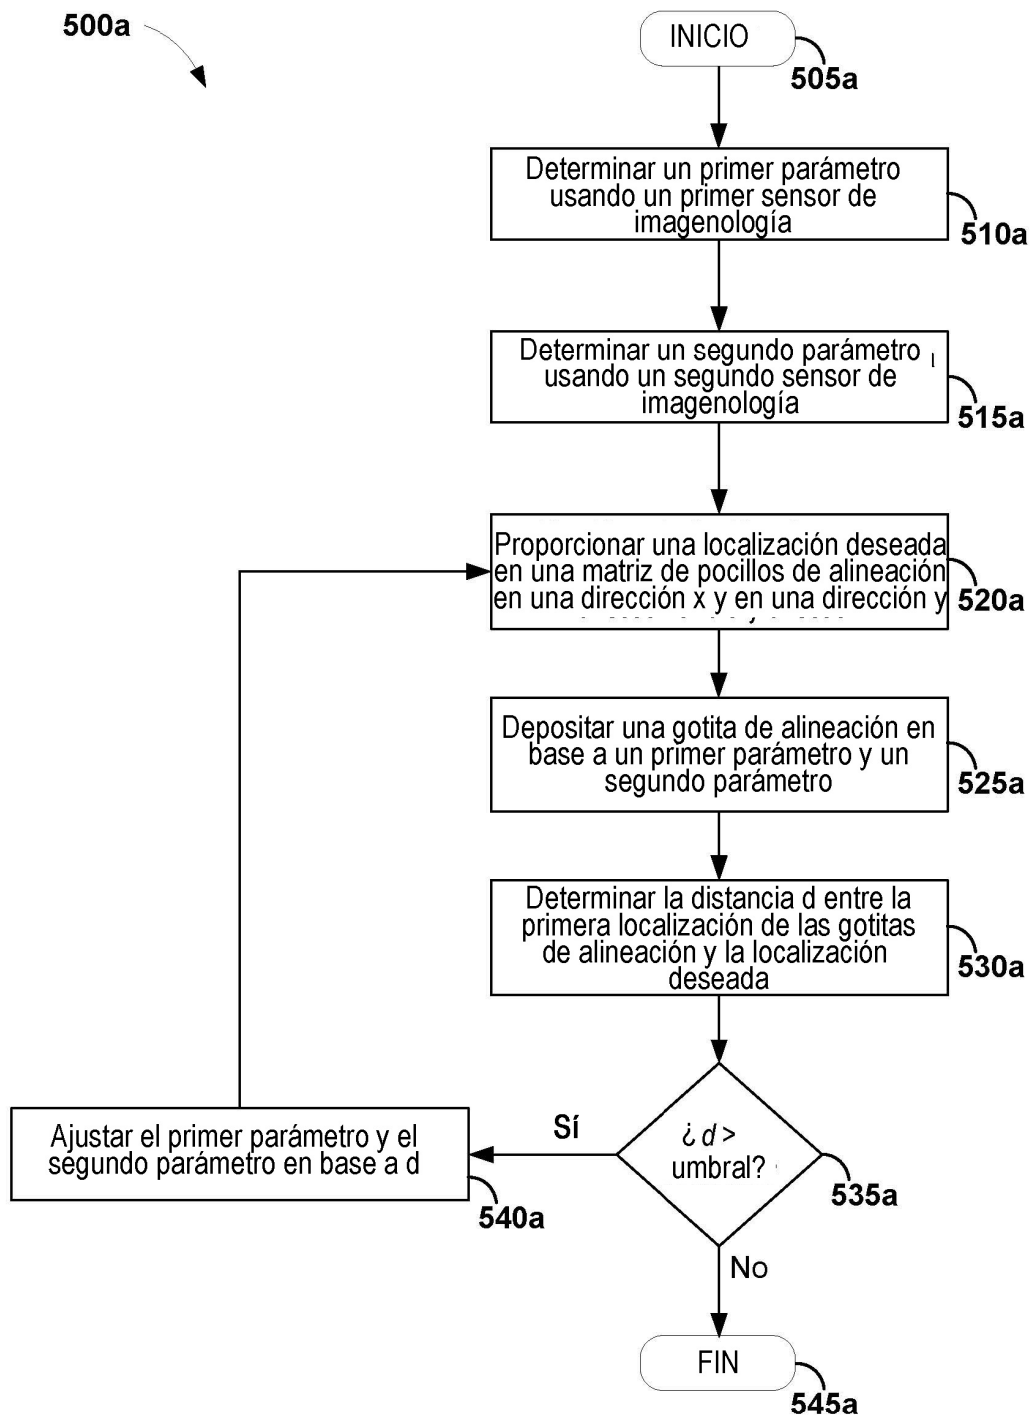 500a
INICIO
505a
Determinar un primer parámetro
usando un primer sensor de
imagenología
510a
Determinar un segundo parámetro
usando un segundo sensor de
imagenología
515a
Proporcionar una localización deseada
en una matriz de pocillos de alineación
en una dirección x y en una dirección y
520a
Depositar una gotita de alineación en
base a un primer parámetro y un
segundo parámetro
525a
Determinar la distancia d entre la
primera localización de las gotitas
de alineación y la localización
deseada
530a
¿ d >
umbral?
535a
Sí
Ajustar el primer parámetro y el
segundo parámetro en base a d
540a
No
FIN
545a